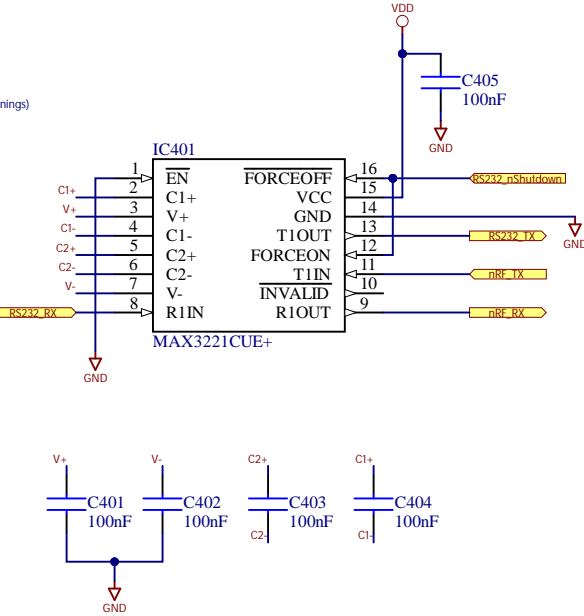 VDD
C405
100nF
GND
nings)
IC401
1 EN FORCEOFF 16 RS232_nShutdown
C1+ 2 C1+ VCC 15
V+ 3 V+ GND 14 GND
C1- 4 C1- T1OUT 13 RS232_TX
C2+ 5 C2+ FORCEON 12
C2- 6 C2- T1IN 11 nRF_TX
V- 7 V- INVALID 10
RS232_RX 8 R1IN R1OUT 9 nRF_RX
MAX3221CUE+
GND
V+ V- C2+ C1+
C401 C402 C403 C404
100nF 100nF 100nF 100nF
C2- C1-
GND